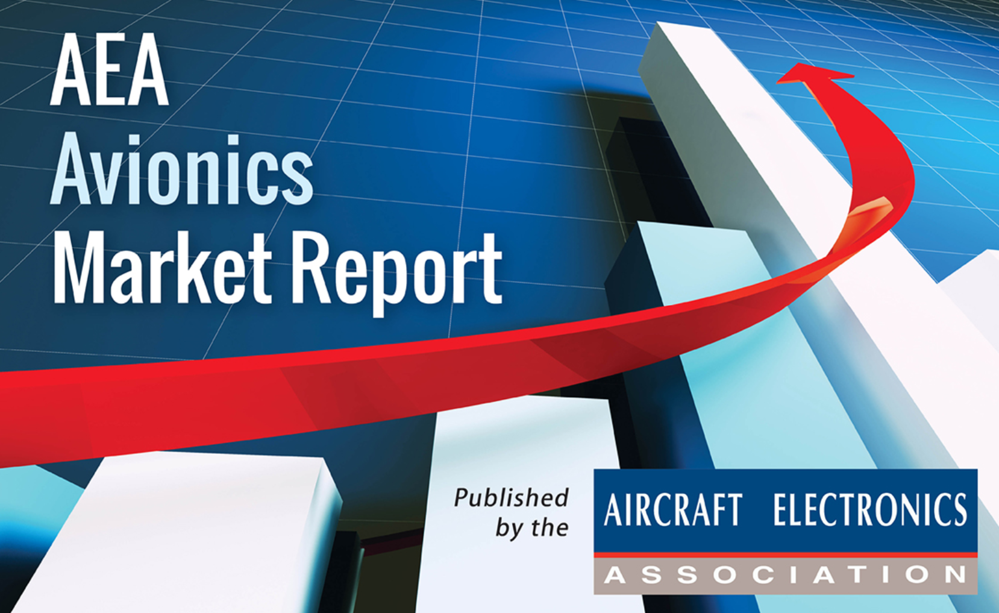 AEA
Avionics
Market Report
Published
by the
AIRCRAFT ELECTRONICS
ASSOCIATION